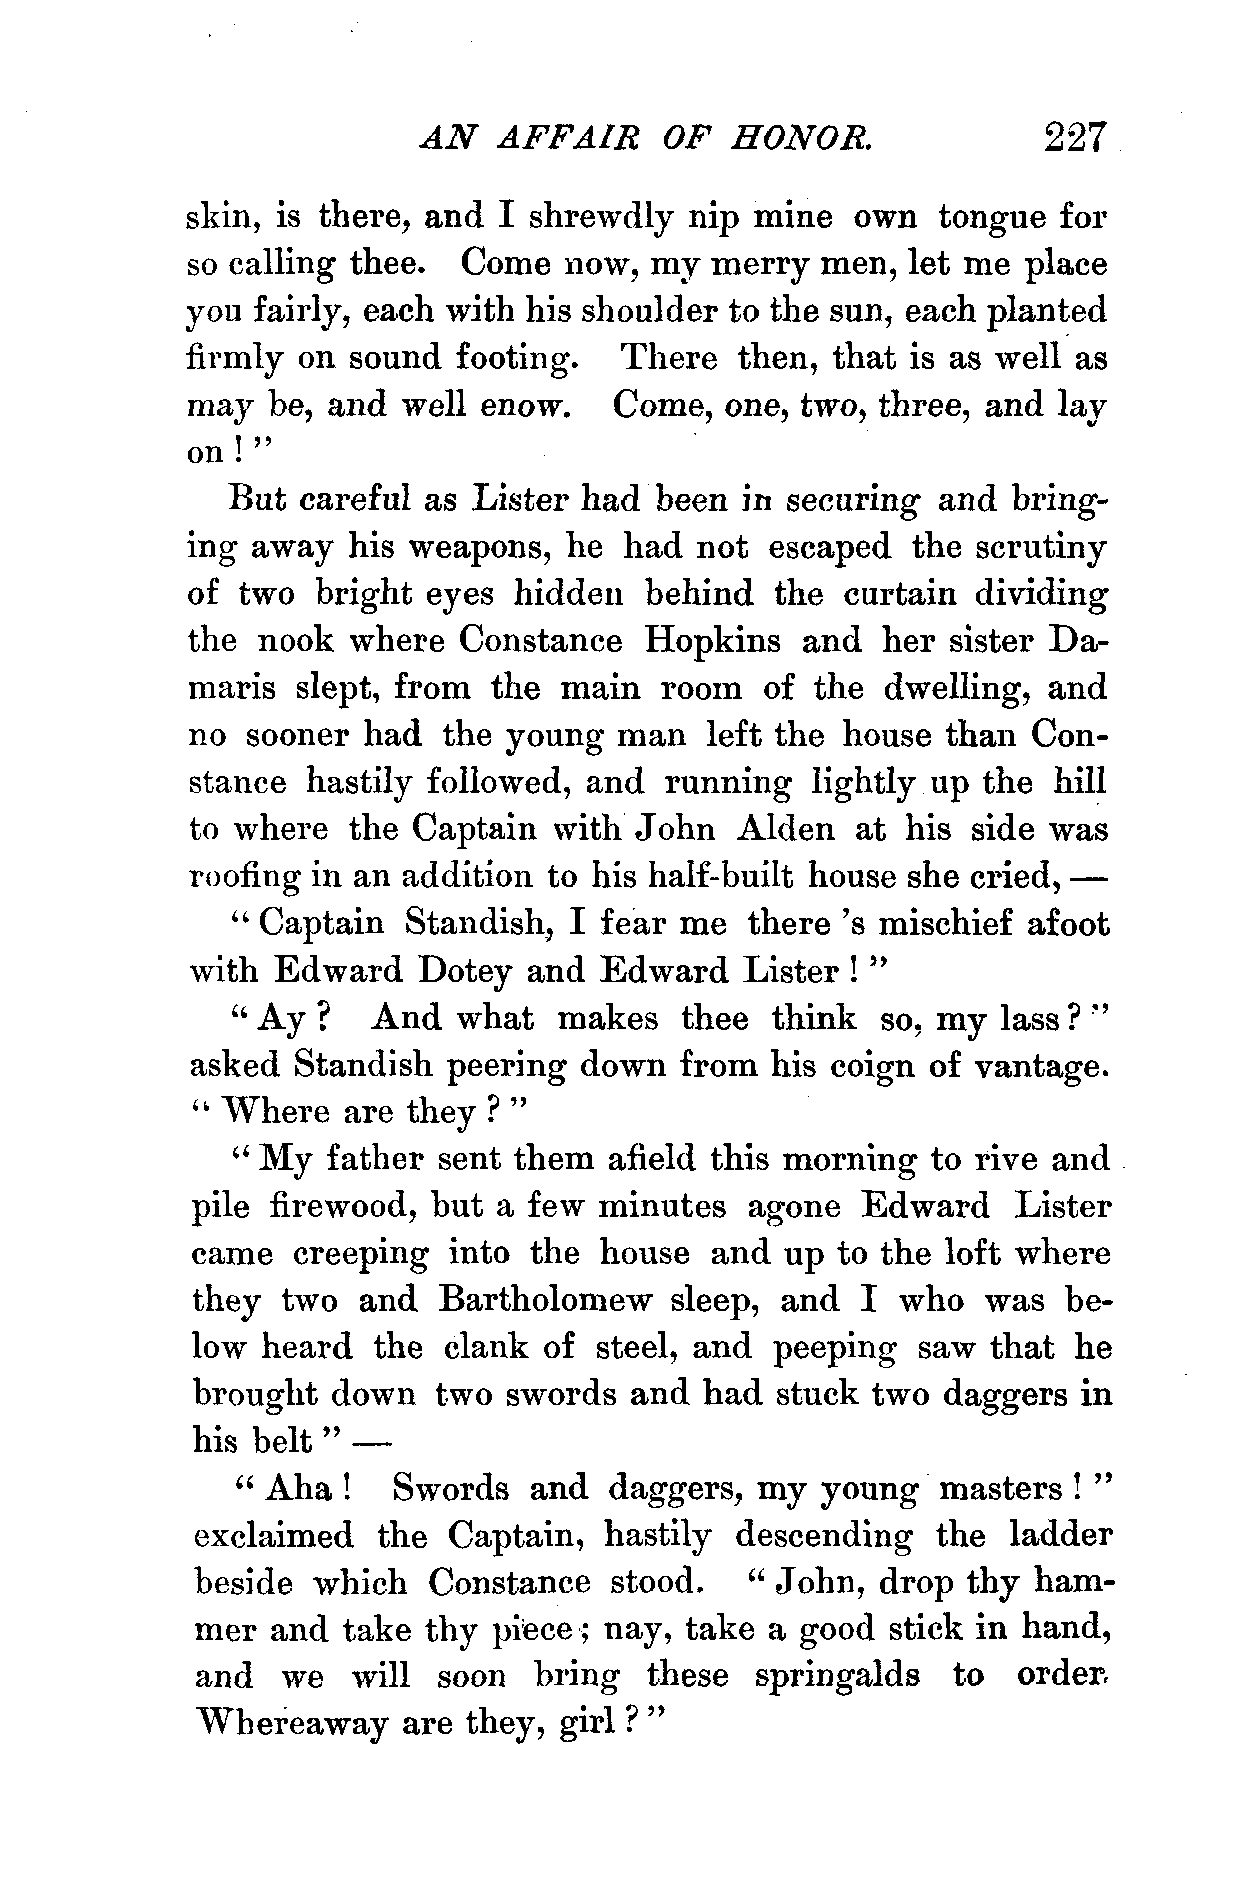 AN AFFAIR OF HONOR. 227
skin, is there, and I shrewdly nip mine own tongue for
so calling thee. Come now, my merry men, let me place
you fairly, each with his shoulder to the sun, each planted
firmly on sound footing. There then, that is as well as
may be, and well enow. Come, one, two, three, and lay
on ! ”
But careful as Lister had been in securing and bring-
ing away his weapons, he had not escaped the scrutiny
of two bright eyes hidden behind the curtain dividing
the nook where Constance Hopkins and her sister Da-
maris slept, from the main room of the dwelling, and
no sooner had the young man left the house than Con-
stance hastily followed, and running lightly up the hill
to where the Captain with John Alden at his side was
roofing in an addition to his half-built house she cried, —
“ Captain Standish, I fear me there 's mischief afoot
with Edward Dotey and Edward Lister ! ”
“ Ay ? And what makes thee think so, my lass ? ”
asked Standish peering down from his coign of vantage.
“ Where are they ? ”
“ My father sent them afield this morning to rive and
pile firewood, but a few minutes agone Edward Lister
came creeping into the house and up to the loft where
they two and Bartholomew sleep, and I who was be-
low heard the clank of steel, and peeping saw that he
brought down two swords and had stuck two daggers in
his belt ” —
“ Aha ! Swords and daggers, my young masters ! ”
exclaimed the Captain, hastily descending the ladder
beside which Constance stood. “ John, drop thy ham-
mer and take thy piece ; nay, take a good stick in hand,
and we will soon bring these springalds to order.
Whereaway are they, girl ? ”